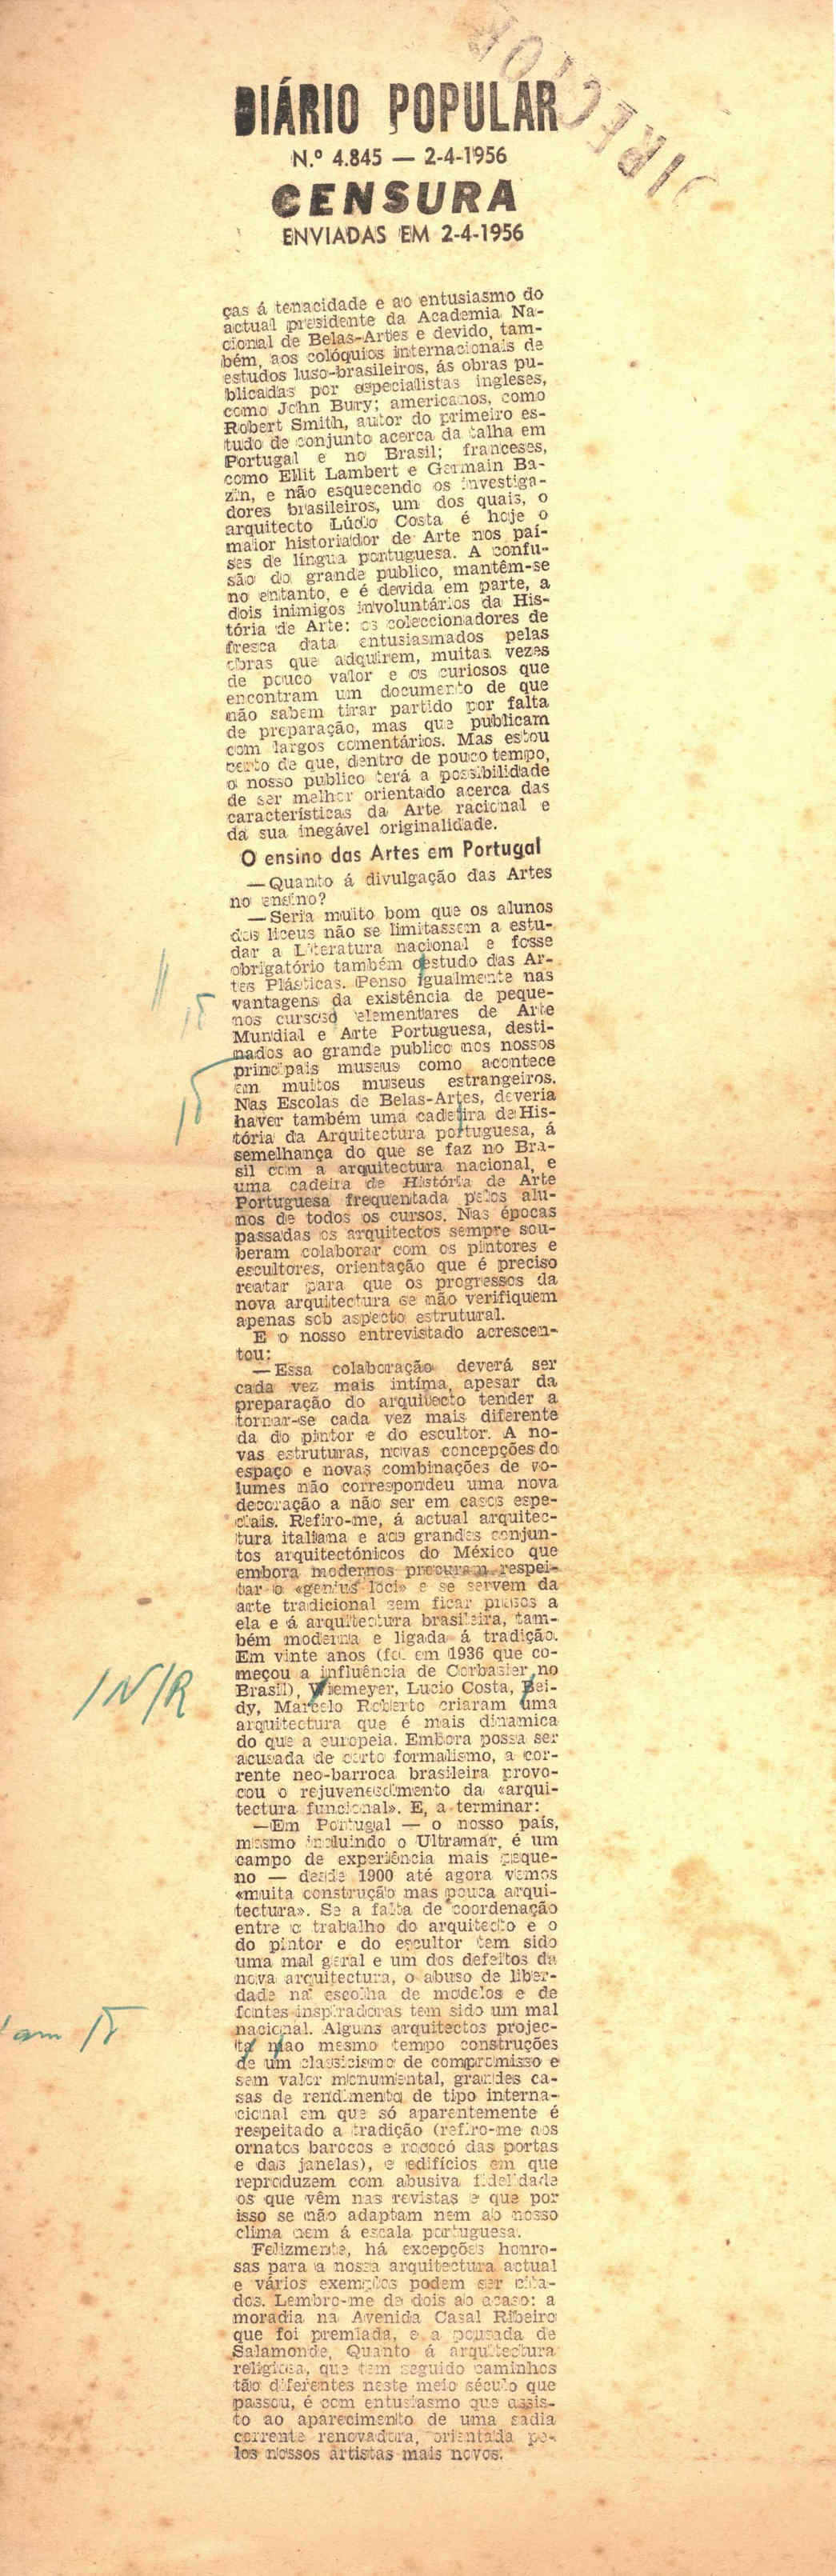 DIRECTOR
DIÁRIO POPULAR
N.º 4.845 — 2-4-1956
CENSURA
ENVIADAS EM 2-4-1956
ças á tenacidade e ao entusiasmo do
actual presidente da Academia Na-
cional de Belas-Artes e devido, tam-
bém, aos colóquios internacionais de
estudos luso-brasileiros, ás obras pu-
blicadas por especialistas ingleses,
como John Bury; americanos, como
Robert Smith, autor do primeiro es-
tudo de conjunto acerca da talha em
Portugal e no Brasil; franceses,
como Ellit Lambert e Germain Ba-
zin, e não esquecendo os investiga-
dores brasileiros, um dos quais, o
arquitecto Lúcio Costa é hoje o
maior historiador de Arte nos paí-
ses de língua portuguesa. A confu-
são do grande publico, mantêm-se
no entanto, e é devida em parte, a
dois inimigos involuntários da His-
tória de Arte: os coleccionadores de
fresca data entusiasmados pelas
obras que adquirem, muitas vezes
de pouco valor e os curiosos que
encontram um documento de que
não sabem tirar partido por falta
de preparação, mas que publicam
com largos comentários. Mas estou
certo de que, dentro de pouco tempo,
o nosso publico terá a possibilidade
de ser melhor orientado acerca das
características da Arte racional e
da sua inegável originalidade.
O ensino das Artes em Portugal
—Quanto á divulgação das Artes
no ensino?
—Seria muito bom que os alunos
dos liceus não se limitassem a estu-
dar a Literatura nacional e fosse
obrigatório também o estudo das Ar-
tes Plásticas. Penso igualmente nas
vantagens da existência de peque-
nos cursoso elementares de Arte
Mundial e Arte Portuguesa, desti-
nados ao grande publico nos nossos
principais museus como acontece
em muitos museus estrangeiros.
Nas Escolas de Belas-Artes, deveria
haver também uma cadeira de His-
tória da Arquitectura portuguesa, á
semelhança do que se faz no Bra-
sil com a arquitectura nacional, e
uma cadeira de História de Arte
Portuguesa frequentada pelos alu-
nos de todos os cursos. Nas épocas
passadas os arquitectos sempre sou-
beram colaborar com os pintores e
escultores, orientação que é preciso
reatar para que os progressos da
nova arquitectura se não verifiquem
apenas sob aspecto estrutural.
E o nosso entrevistado acrescen-
tou:
—Essa colaboração deverá ser
cada vez mais intíma, apesar da
preparação do arquitecto tender a
tornar-se cada vez mais diferente
da do pintor e do escultor. A no-
vas estruturas, novas concepções do
espaço e novas combinações de vo-
lumes não correspondeu uma nova
decoração a não ser em casos espe-
ciais. Refiro-me, á actual arquitec-
tura italiana e aos grandes conjun-
tos arquitectónicos do México que
embora modernos procuram respei-
tar o «genius loci» e se servem da
arte tradicional sem ficar presos a
ela e á arquitectura brasileira, tam-
bém moderna e ligada á tradição.
Em vinte anos (foi em 1936 que co-
meçou a influência de Corbasier no
Brasil), Wiemeyer, Lucio Costa, Bei-
dy, Marcelo Roberto criaram uma
arquitectura que é mais dinamica
do que a europeia. Embora possa ser
acusada de certo formalismo, a cor-
rente neo-barroca brasileira provo-
cou o rejuvenescimento da «arqui-
tectura funcional». E, a terminar:
—Em Portugal — o nosso país,
mesmo incluindo o Ultramar, é um
campo de experiência mais peque-
no — desde 1900 até agora vemos
«muita construção mas pouca arqui-
tectura». Se a falta de coordenação
entre o trabalho do arquitecto e o
do pintor e do escultor tem sido
uma mal geral e um dos defeitos da
nova arquitectura, o abuso de liber-
dade na escolha de modelos e de
fontes inspiradoras tem sido um mal
nacional. Alguns arquitectos projec-
ta mao mesmo tempo construções
de um classicismo de compromisso e
sem valor monumental, grandes ca-
sas de rendimento de tipo interna-
cional em que só aparentemente é
respeitado a tradição (refiro-me aos
ornatos barocos e rococó das portas
e das janelas), e edifícios em que
reproduzem com abusiva fidelidade
os que vêm nas revistas e que por
isso se não adaptam nem ao nosso
clima nem á escala portuguesa.
Felizmente, há excepções honro-
sas para a nossa arquitectura actual
e vários exemplos podem ser cita-
dos. Lembro-me de dois ao acaso: a
moradia na Avenida Casal Ribeiro
que foi premiada, e a pousada de
Salamonde, Quanto á arquitectura
religiosa, que tem seguido caminhos
tão diferentes neste meio século que
passou, é com entusiasmo que assis-
to ao aparecimento de uma sadia
corrente renovadora, orientada pe-
los nossos artistas mais novos.
/N/R
am